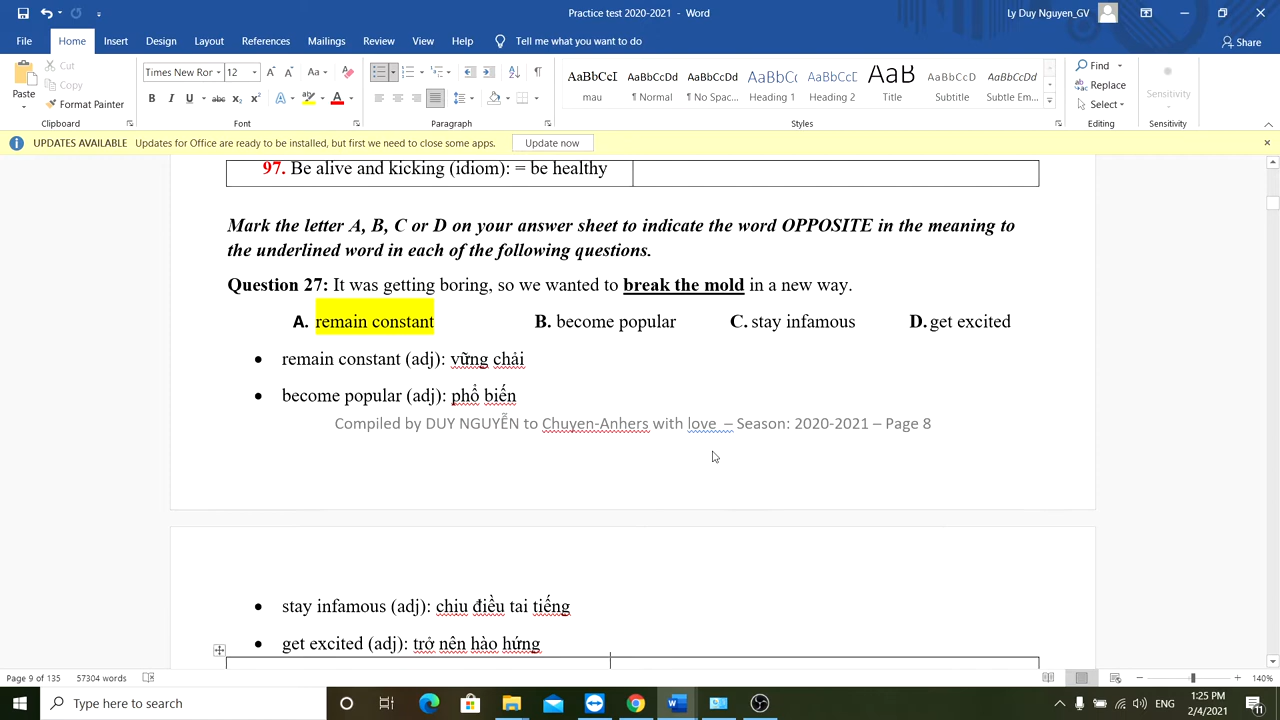 Practice test 2020-2021 - Word
Ly Duy Nguyen_GV
File Home Insert Design Layout References Mailings Review View Help Tell me what you want to do Share
Paste Cut
Copy
Format Painter
Clipboard
Times New Ror 12 Aa
B I U abc x₂ x² A A
Font
Paragraph
AaBbCcI AaBbCcDd AaBbCcDd AaBbC AaBbCcD AaB AaBbCcDd AaBbCcDd
mau ¶ Normal ¶ No Spac... Heading 1 Heading 2 Title Subtitle Subtle Em...
Styles
Find
Replace
Select
Editing
Sensitivity
Sensitivity
UPDATES AVAILABLE Updates for Office are ready to be installed, but first we need to close some apps. Update now
97. Be alive and kicking (idiom): = be healthy
Mark the letter A, B, C or D on your answer sheet to indicate the word OPPOSITE in the meaning to
the underlined word in each of the following questions.
Question 27: It was getting boring, so we wanted to break the mold in a new way.
A. remain constant B. become popular C. stay infamous D. get excited
• remain constant (adj): vững chải
• become popular (adj): phổ biến
Compiled by DUY NGUYỄN to Chuyen-Anhers with love – Season: 2020-2021 – Page 8
• stay infamous (adj): chịu điều tai tiếng
• get excited (adj): trở nên hào hứng
Page 9 of 135 57304 words 140%
Type here to search
1:25 PM
2/4/2021
11